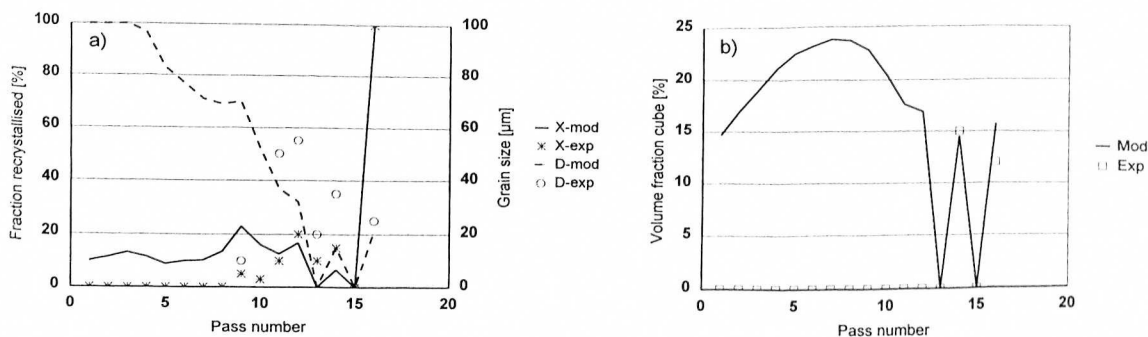 a)
Fraction recrystallised [%]
100
80
60
40
20
0
0
5
10
15
20
Pass number
100
80
60
40
20
0
Grain size [µm]
X-mod
X-exp
D-mod
D-exp
b)
Volume fraction cube [%]
25
20
15
10
5
0
0
5
10
15
20
Pass number
Mod
Exp